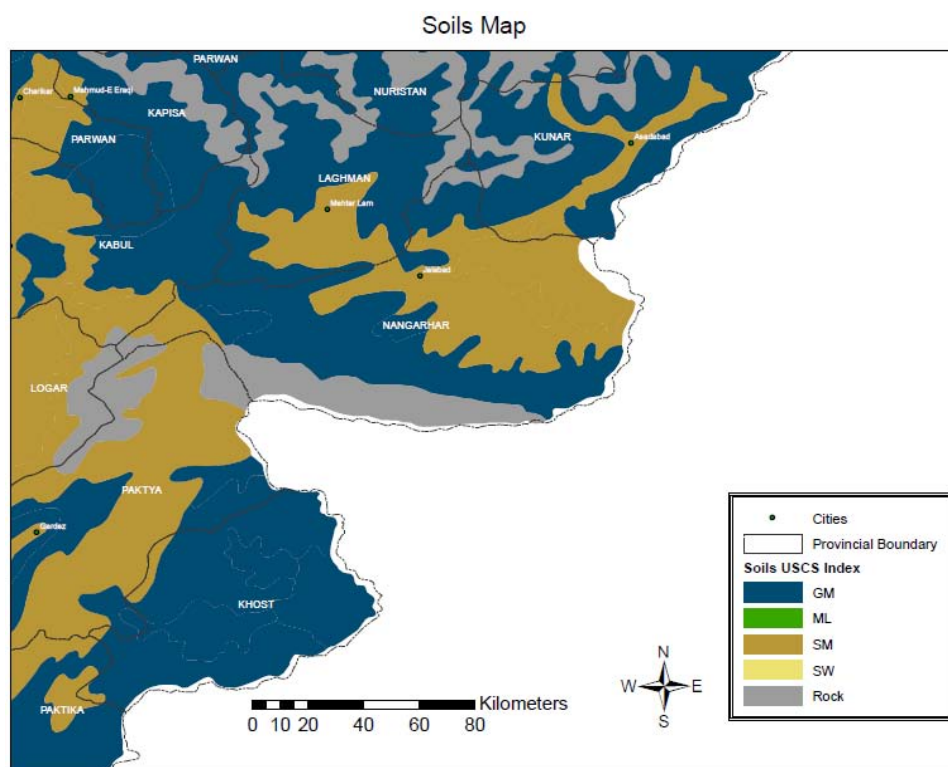 Soils Map
PARWAN
Charikar
Mahmud-E Eraqi
NURISTAN
KAPISA
PARWAN
KUNAR
Asadabad
LAGHMAN
Mehtar Lam
KABUL
Jalabad
NANGARHAR
LOGAR
PAKTYA
Gardez
KHOST
PAKTIKA
Cities
Provincial Boundary
Soils USCS Index
GM
ML
SM
SW
Rock
N
W E
S
Kilometers
0 10 20 40 60 80